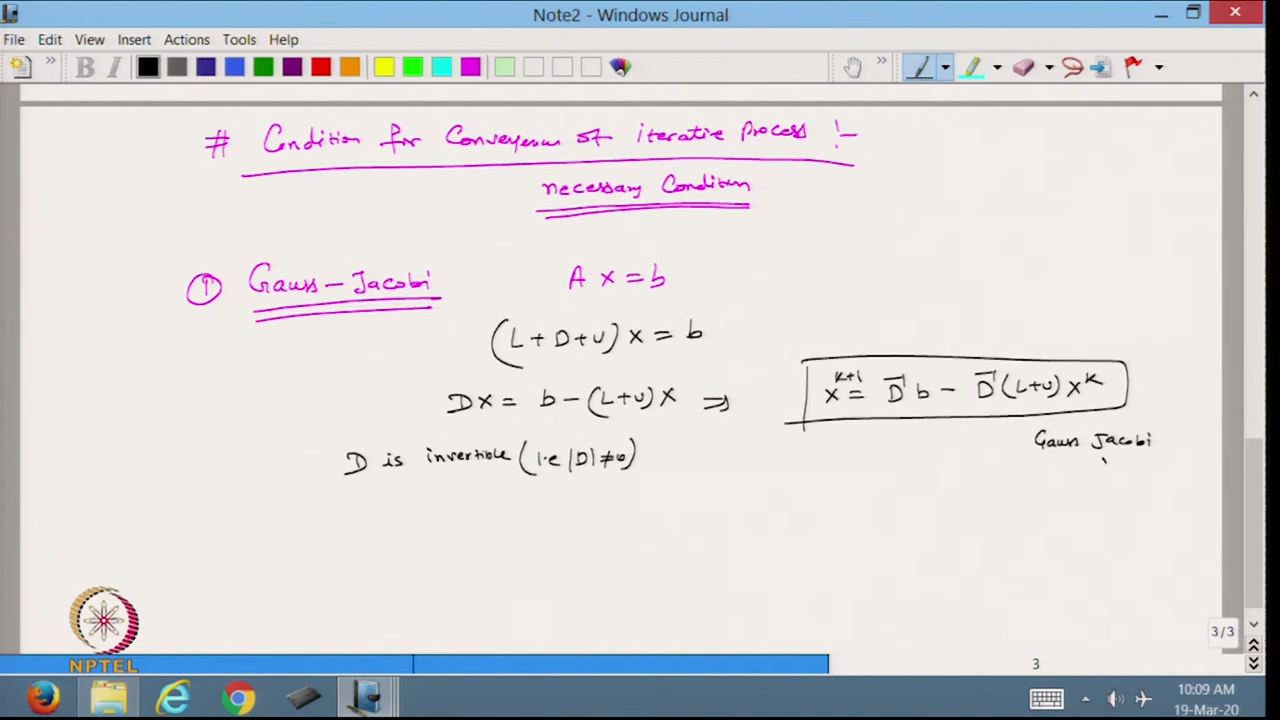 Note2 - Windows Journal
File Edit View Insert Actions Tools Help
# Condition for Convergence of iterative Process :-
necessary Condition
① Gauss-Jacobi A x = b
(L+D+U) x = b
Dx = b - (L+U) x ⇒ x^{k+1} = D^{-1} b - D^{-1} (L+U) x^k
Gauss Jacobi
D is invertible (i.e |D| ≠ 0)
3/3
NPTEL
3
10:09 AM
19-Mar-20